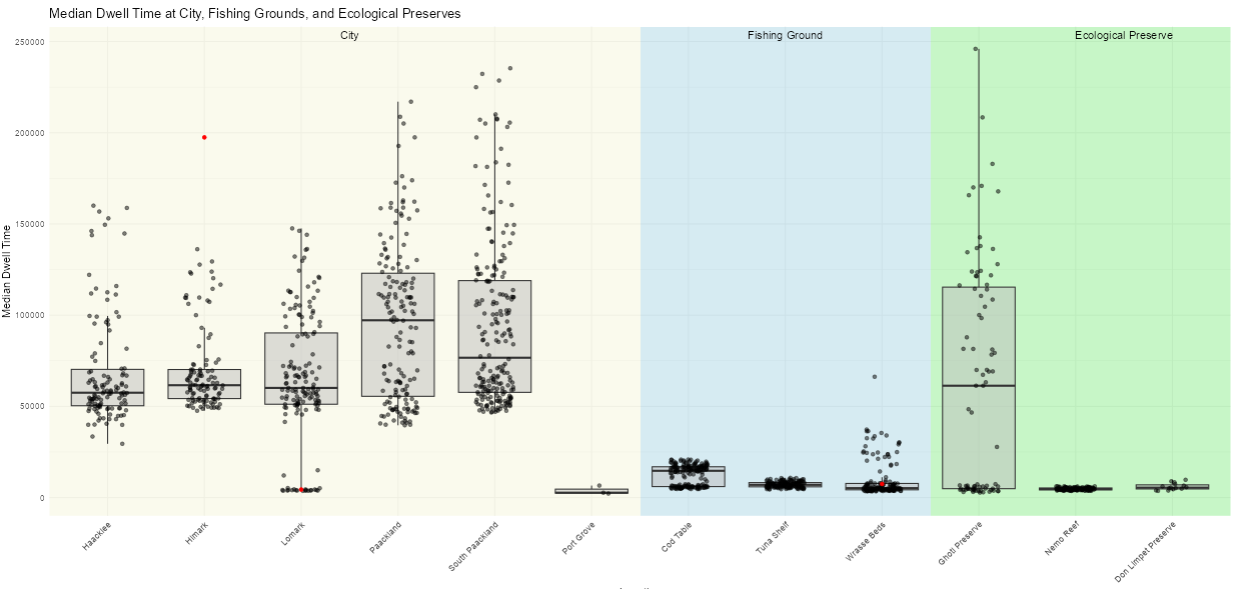 Median Dwell Time at City, Fishing Grounds, and Ecological Preserves
City
Fishing Ground
Ecological Preserve
250000
200000
150000
100000
50000
0
Median Dwell Time
Haacklee
Himark
Lomark
Paackland
South Paackland
Port Grove
Cod Table
Tuna Shelf
Wrasse Beds
Ghoti Preserve
Nemo Reef
Don Limpet Preserve